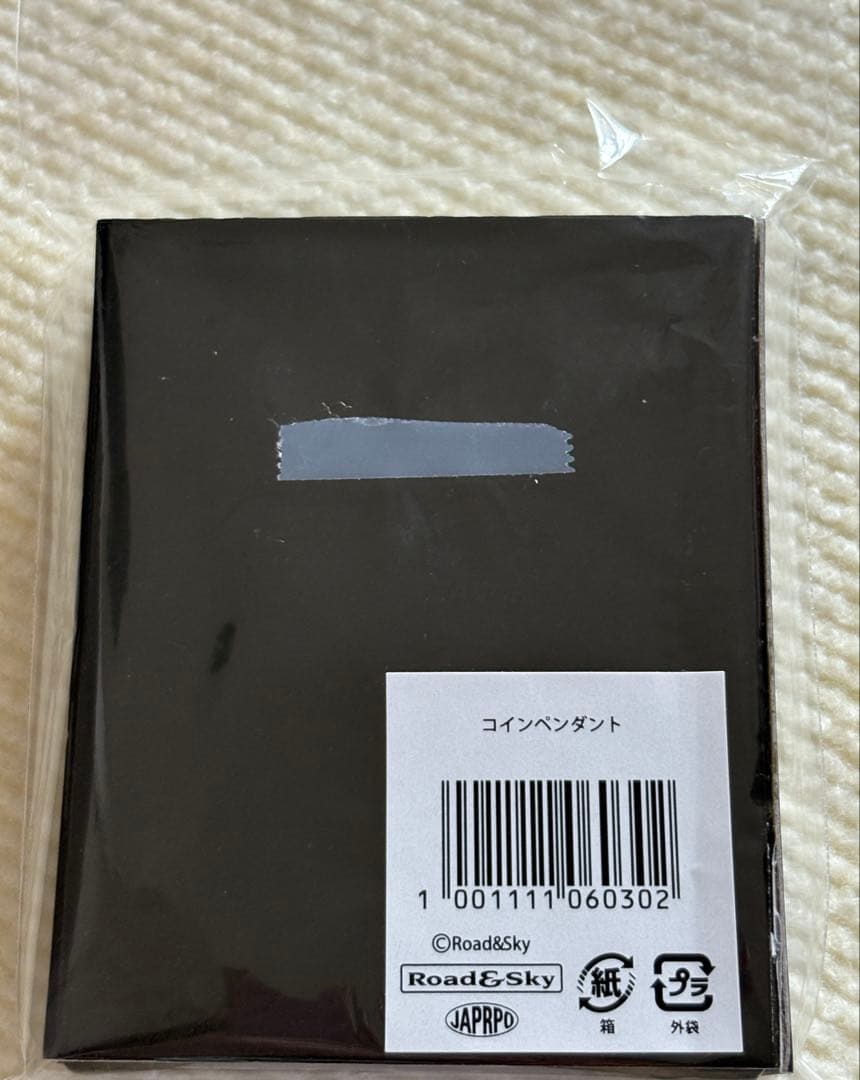 コインペンダント
1 001111 060302
©Road&Sky
Road&Sky
JAPRPO
紙
箱
プラ
外袋